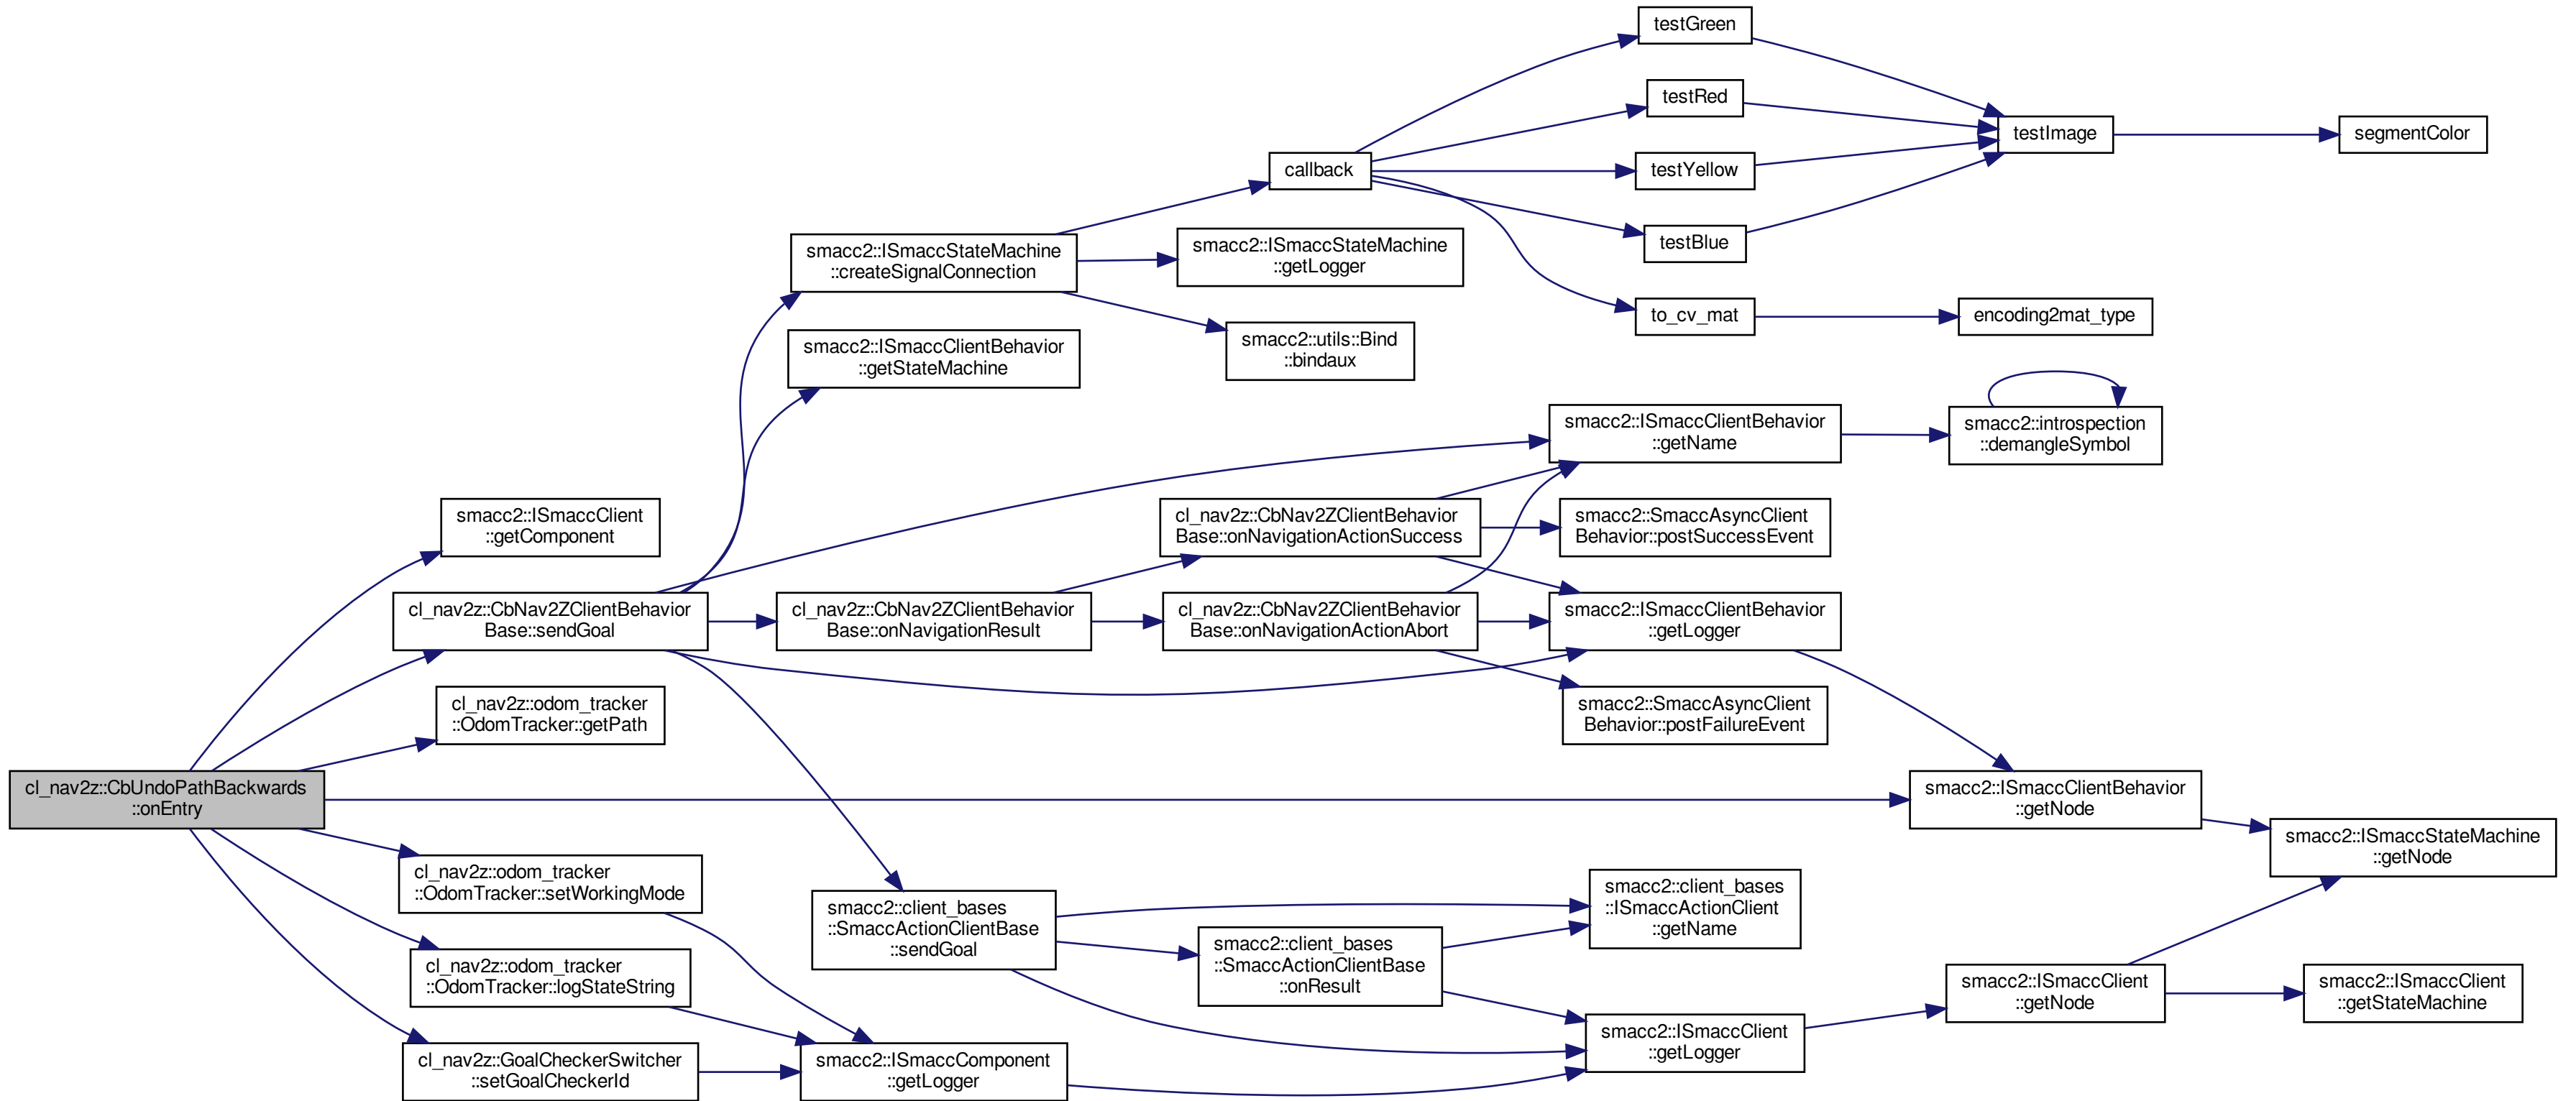 testGreen
testRed
testImage
segmentColor
callback
testYellow
testBlue
smacc2::ISmaccStateMachine
::createSignalConnection
smacc2::ISmaccStateMachine
::getLogger
to_cv_mat
encoding2mat_type
smacc2::utils::Bind
::bindaux
smacc2::ISmaccClientBehavior
::getStateMachine
smacc2::ISmaccClientBehavior
::getName
smacc2::introspection
::demangleSymbol
smacc2::ISmaccClient
::getComponent
cl_nav2z::CbNav2ZClientBehavior
Base::onNavigationActionSuccess
smacc2::SmaccAsyncClient
Behavior::postSuccessEvent
cl_nav2z::CbNav2ZClientBehavior
Base::sendGoal
cl_nav2z::CbNav2ZClientBehavior
Base::onNavigationResult
cl_nav2z::CbNav2ZClientBehavior
Base::onNavigationActionAbort
smacc2::ISmaccClientBehavior
::getLogger
cl_nav2z::odom_tracker
::OdomTracker::getPath
smacc2::SmaccAsyncClient
Behavior::postFailureEvent
cl_nav2z::CbUndoPathBackwards
::onEntry
smacc2::ISmaccClientBehavior
::getNode
smacc2::ISmaccStateMachine
::getNode
cl_nav2z::odom_tracker
::OdomTracker::setWorkingMode
smacc2::client_bases
::SmaccActionClientBase
::sendGoal
smacc2::client_bases
::ISmaccActionClient
::getName
cl_nav2z::odom_tracker
::OdomTracker::logStateString
smacc2::client_bases
::SmaccActionClientBase
::onResult
smacc2::ISmaccClient
::getNode
smacc2::ISmaccClient
::getStateMachine
cl_nav2z::GoalCheckerSwitcher
::setGoalCheckerId
smacc2::ISmaccComponent
::getLogger
smacc2::ISmaccClient
::getLogger